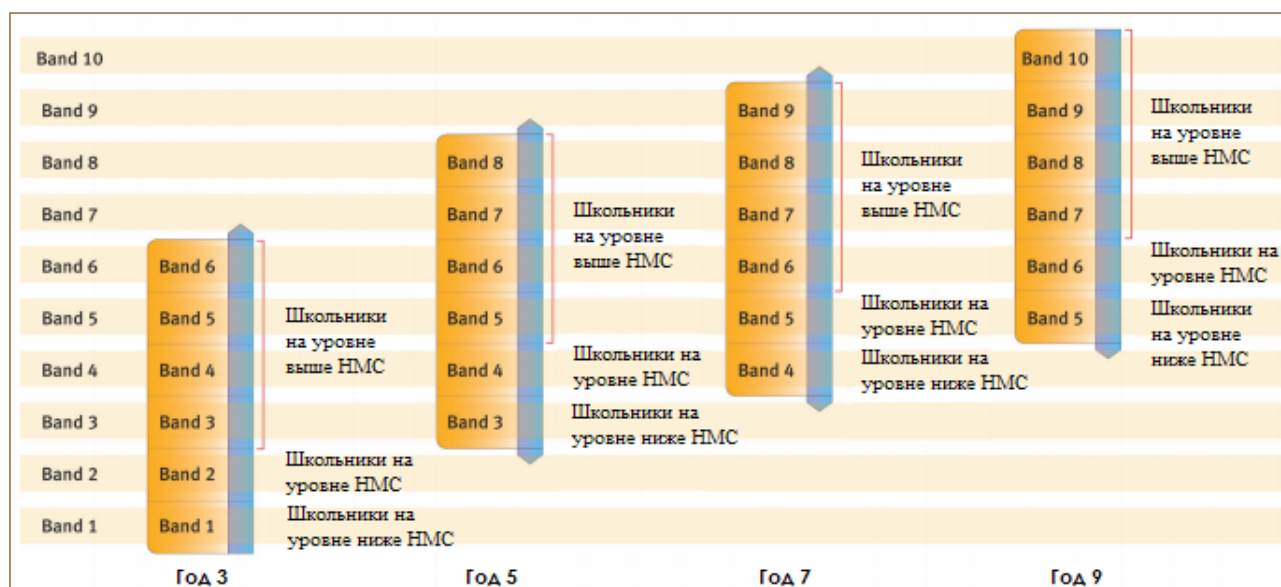 Band 10
Band 9
Band 8
Band 7
Band 6
Band 5
Band 4
Band 3
Band 2
Band 1
Band 6
Band 5
Band 4
Band 3
Band 2
Band 1
Школьники
на уровне
выше НМС
Школьники на
уровне НМС
Школьники на
уровне ниже НМС
Год 3
Band 8
Band 7
Band 6
Band 5
Band 4
Band 3
Школьники
на уровне
выше НМС
Школьники на
уровне НМС
Школьники на
уровне ниже НМС
Год 5
Band 9
Band 8
Band 7
Band 6
Band 5
Band 4
Школьники
на уровне
выше НМС
Школьники на
уровне НМС
Школьники на
уровне ниже НМС
Год 7
Band 10
Band 9
Band 8
Band 7
Band 6
Band 5
Школьники
на уровне
выше НМС
Школьники на
уровне НМС
Школьники
на уровне
ниже НМС
Год 9